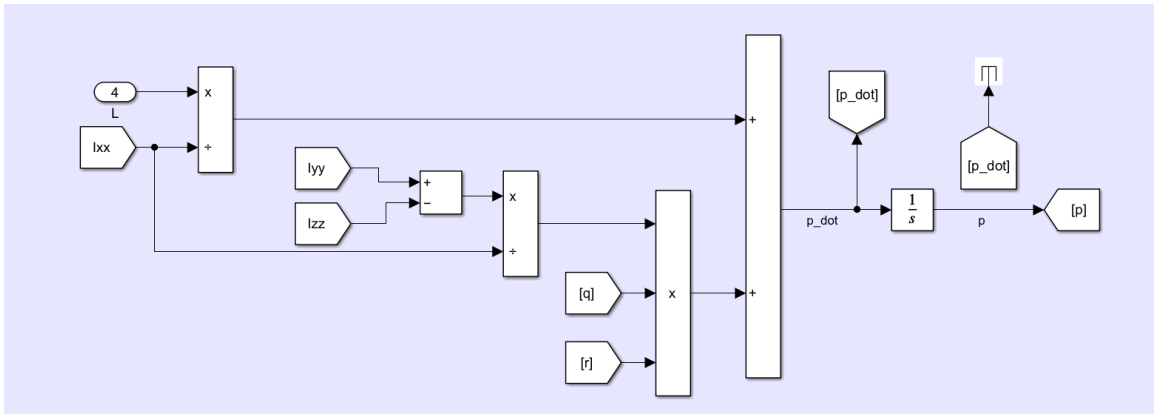 4
L
x
÷
Ixx
Iyy
Izz
+
−
x
÷
[q]
[r]
x
+
+
p_dot
[p_dot]
1
s
p
[p_dot]
[p]